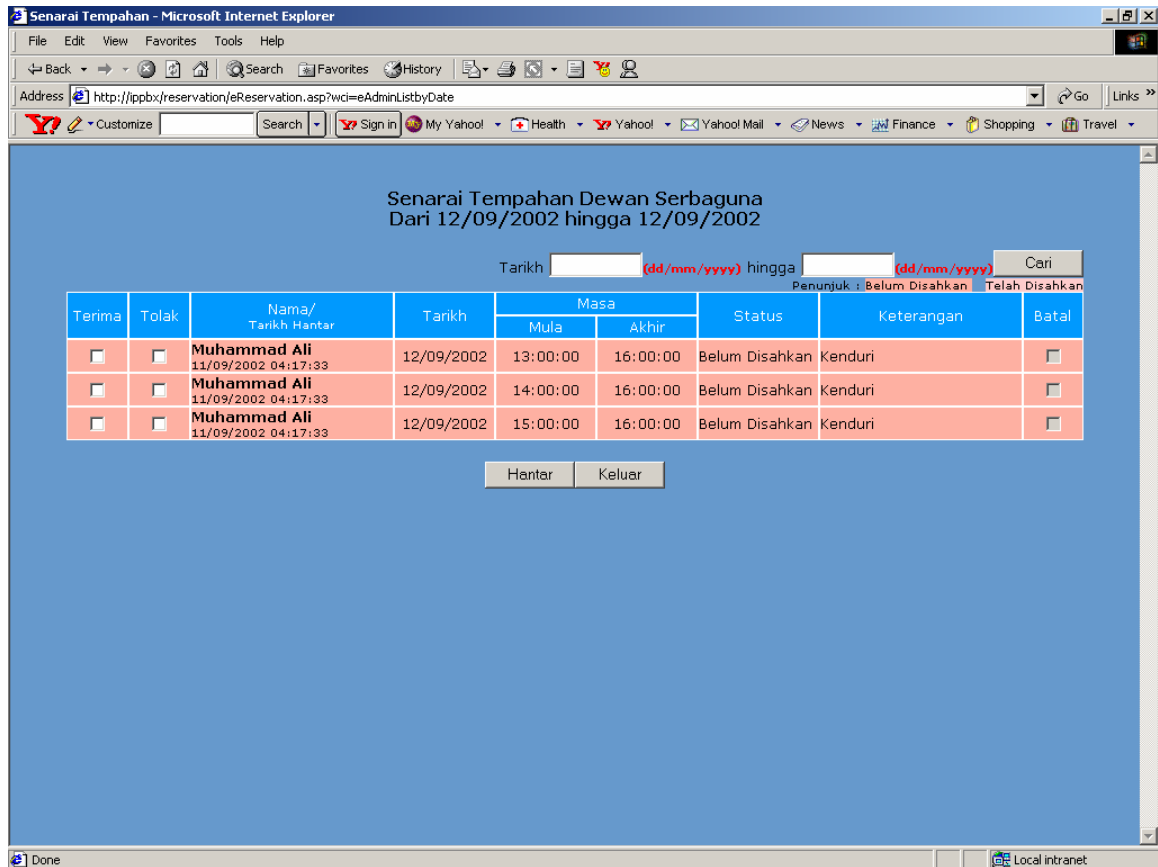 Senarai Tempahan - Microsoft Internet Explorer
File Edit View Favorites Tools Help
Back Search Favorites History
Address http://ippbx/reservation/eReservation.asp?wci=eAdminListbyDate Go Links »
Y! Customize Search Y! Sign in My Yahoo! Health Y! Yahoo! Yahoo! Mail News Finance Shopping Travel
Senarai Tempahan Dewan Serbaguna
Dari 12/09/2002 hingga 12/09/2002
Tarikh (dd/mm/yyyy) hingga (dd/mm/yyyy) Cari
Penunjuk : Belum Disahkan Telah Disahkan
Terima Tolak Nama/ Tarikh Masa Status Keterangan Batal
Tarikh Hantar Mula Akhir
Muhammad Ali 12/09/2002 13:00:00 16:00:00 Belum Disahkan Kenduri
11/09/2002 04:17:33
Muhammad Ali 12/09/2002 14:00:00 16:00:00 Belum Disahkan Kenduri
11/09/2002 04:17:33
Muhammad Ali 12/09/2002 15:00:00 16:00:00 Belum Disahkan Kenduri
11/09/2002 04:17:33
Hantar Keluar
Done Local intranet